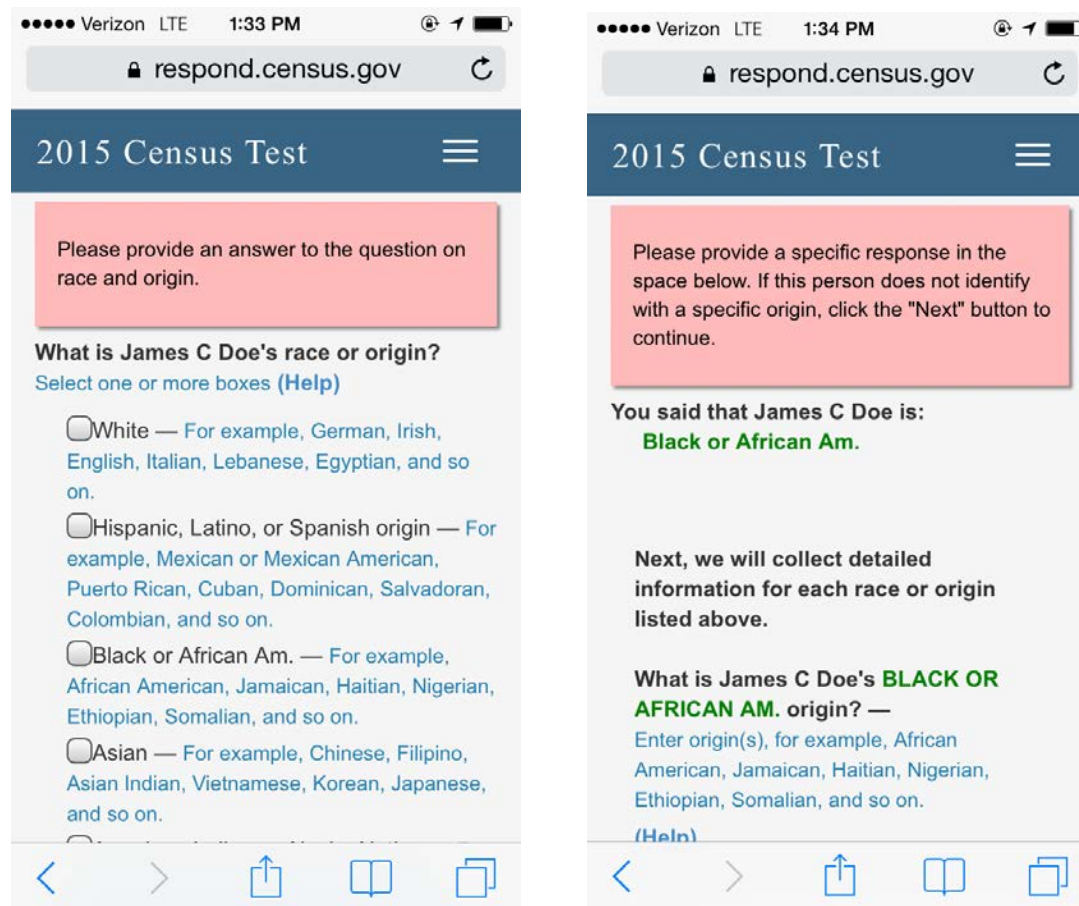 Verizon LTE 1:33 PM
respond.census.gov
2015 Census Test
Please provide an answer to the question on
race and origin.
What is James C Doe's race or origin?
Select one or more boxes (Help)
White — For example, German, Irish,
English, Italian, Lebanese, Egyptian, and so
on.
Hispanic, Latino, or Spanish origin — For
example, Mexican or Mexican American,
Puerto Rican, Cuban, Dominican, Salvadoran,
Colombian, and so on.
Black or African Am. — For example,
African American, Jamaican, Haitian, Nigerian,
Ethiopian, Somalian, and so on.
Asian — For example, Chinese, Filipino,
Asian Indian, Vietnamese, Korean, Japanese,
and so on.
Verizon LTE 1:34 PM
respond.census.gov
2015 Census Test
Please provide a specific response in the
space below. If this person does not identify
with a specific origin, click the "Next" button to
continue.
You said that James C Doe is:
Black or African Am.
Next, we will collect detailed
information for each race or origin
listed above.
What is James C Doe's BLACK OR
AFRICAN AM. origin? —
Enter origin(s), for example, African
American, Jamaican, Haitian, Nigerian,
Ethiopian, Somalian, and so on.
(Help)